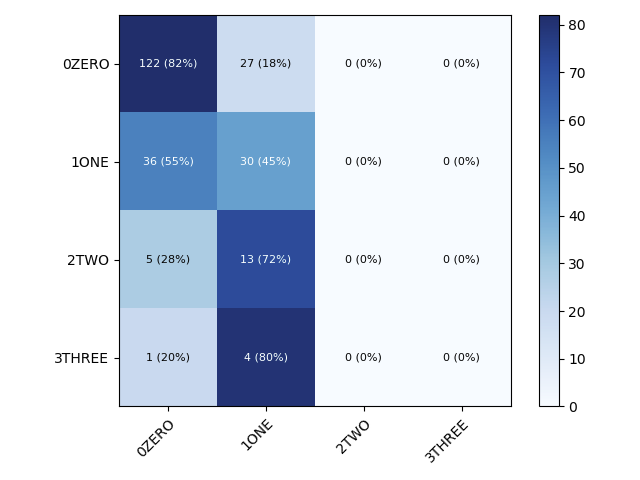 0ZERO 122 (82%) 27 (18%) 0 (0%) 0 (0%)
1ONE 36 (55%) 30 (45%) 0 (0%) 0 (0%)
2TWO 5 (28%) 13 (72%) 0 (0%) 0 (0%)
3THREE 1 (20%) 4 (80%) 0 (0%) 0 (0%)
0ZERO 1ONE 2TWO 3THREE
80
70
60
50
40
30
20
10
0